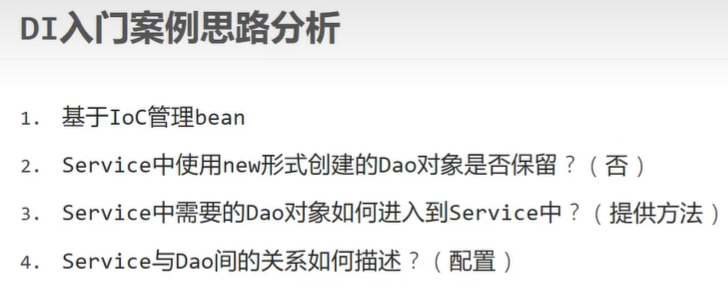 DI入门案例思路分析
1. 基于IoC管理bean
2. Service中使用new形式创建的Dao对象是否保留？（否）
3. Service中需要的Dao对象如何进入到Service中？（提供方法）
4. Service与Dao间的关系如何描述？（配置）